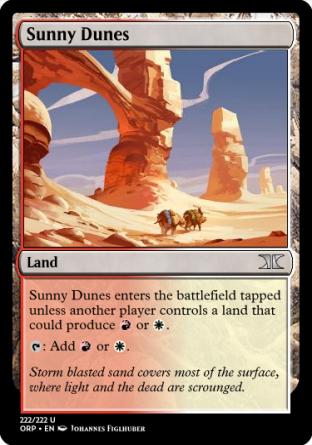 Sunny Dunes
Land
Sunny Dunes enters the battlefield tapped
unless another player controls a land that
could produce or .
: Add or .
Storm blasted sand covers most of the surface,
where light and the dead are scrounged.
222/222 U
ORP • EN Johannes Figlhuber